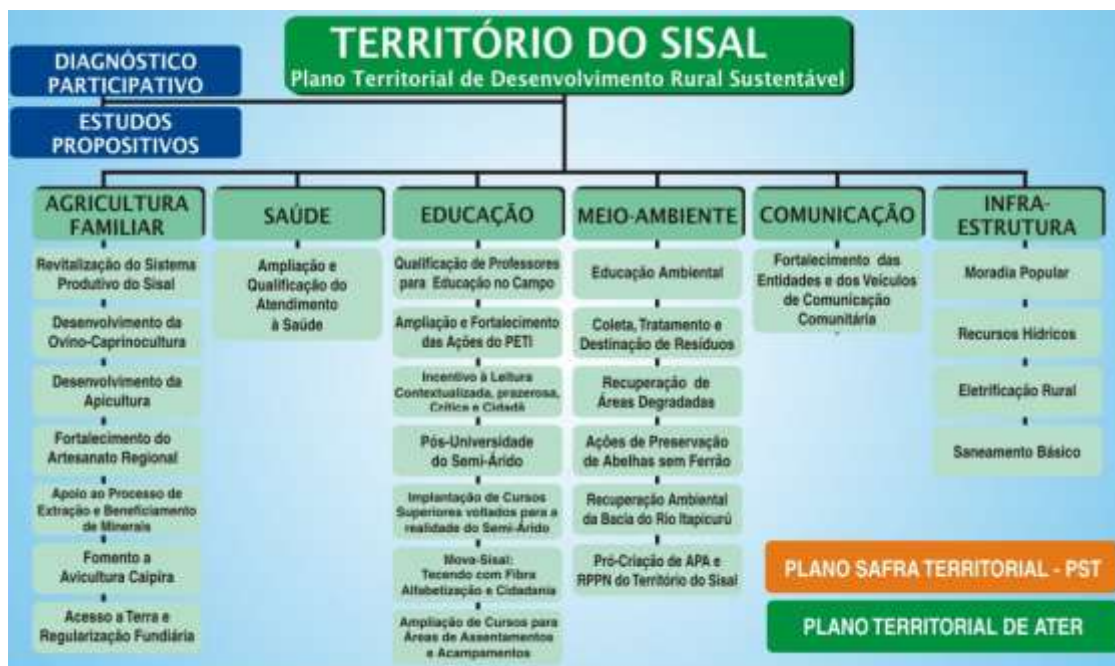 TERRITÓRIO DO SISAL
Plano Territorial de Desenvolvimento Rural Sustentável
DIAGNÓSTICO
PARTICIPATIVO
ESTUDOS
PROPOSITIVOS
AGRICULTURA
FAMILIAR
Revitalização do Sistema
Produtivo do Sisal
Desenvolvimento da
Ovino-Caprinocultura
Desenvolvimento da
Apicultura
Fortalecimento do
Artesanato Regional
Apoio ao Processo de
Extração e Beneficiamento
de Minerais
Fomento a
Avicultura Caipira
Acesso a Terra e
Regularização Fundiária
SAÚDE
Ampliação e
Qualificação do
Atendimento
à Saúde
EDUCAÇÃO
Qualificação de Professores
para Educação no Campo
Ampliação e Fortalecimento
das Ações do PETI
Incentivo à Leitura
Contextualizada, prazerosa,
Crítica e Cidadã
Pós-Universidade
do Semi-Árido
Implantação de Cursos
Superiores voltados para a
realidade do Semi-Árido
Mova-Sisal:
Tecendo com Fibra
Alfabetização e Cidadania
Ampliação de Cursos para
Áreas de Assentamentos
e Acampamentos
MEIO-AMBIENTE
Educação Ambiental
Coleta, Tratamento e
Destinação de Resíduos
Recuperação de
Áreas Degradadas
Ações de Preservação
de Abelhas sem Ferrão
Recuperação Ambiental
da Bacia do Rio Itapicurú
Pró-Criação de APA e
RPPN do Território do Sisal
COMUNICAÇÃO
Fortalecimento das
Entidades e dos Veículos
de Comunicação
Comunitária
INFRA-
ESTRUTURA
Moradia Popular
Recursos Hídricos
Eletrificação Rural
Saneamento Básico
PLANO SAFRA TERRITORIAL - PST
PLANO TERRITORIAL DE ATER